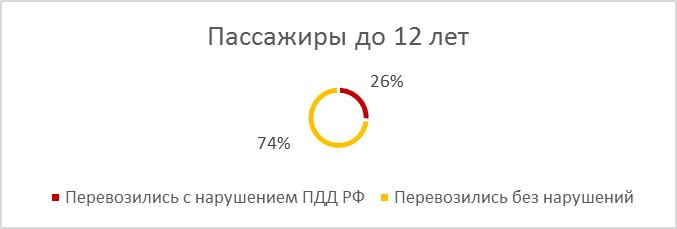 Пассажиры до 12 лет
26%
74%
Перевозились с нарушением ПДД РФ
Перевозились без нарушений